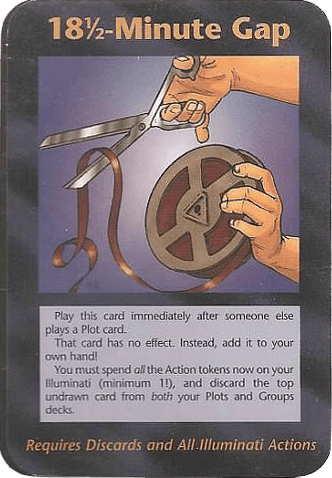 18½-Minute Gap
Play this card immediately after someone else
plays a Plot card.
That card has no effect. Instead, add it to your
own hand!
You must spend all the Action tokens now on your
Illuminati (minimum 1!), and discard the top
undrawn card from both your Plots and Groups
decks.
Requires Discards and All Illuminati Actions